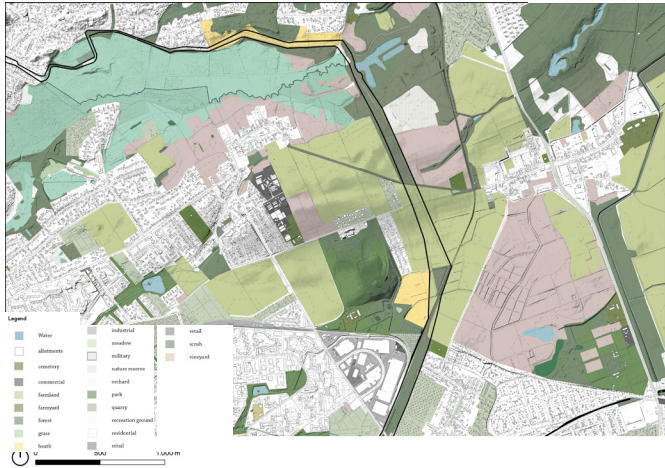 Legend
Water
allotments
cemetery
commercial
farmland
farmyard
forest
grass
heath
industrial
meadow
military
nature reserve
orchard
park
quarry
recreation ground
residential
retail
retail
scrub
vineyard
0 500 1.000 m